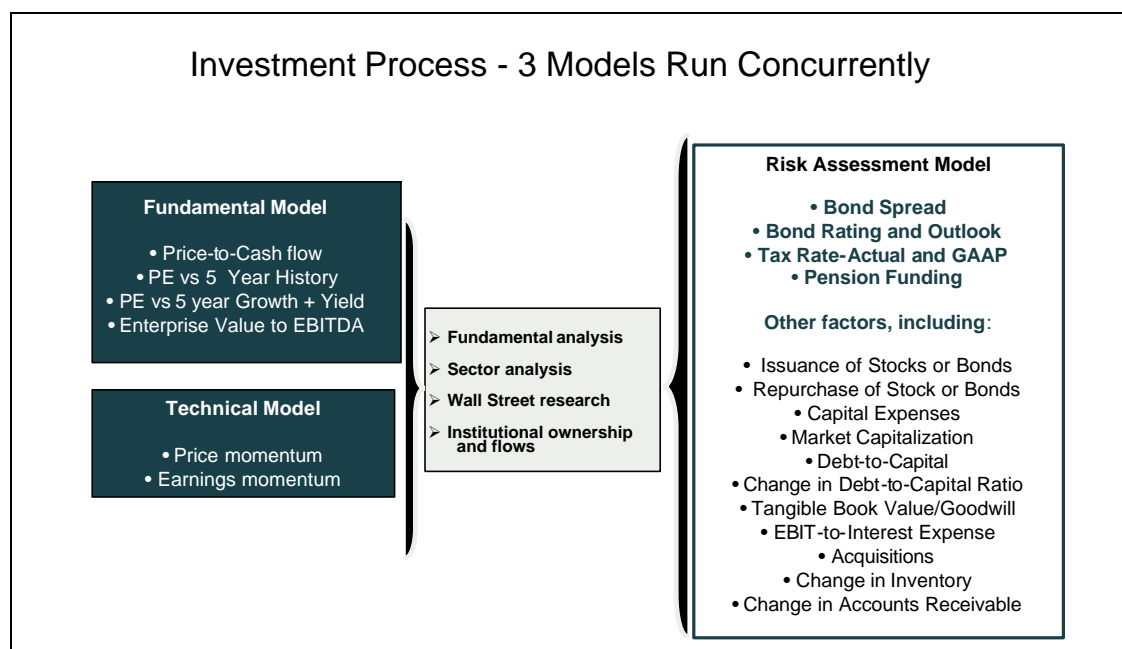 Investment Process - 3 Models Run Concurrently
Fundamental Model
• Price-to-Cash flow
• PE vs 5 Year History
• PE vs 5 year Growth + Yield
• Enterprise Value to EBITDA
Technical Model
• Price momentum
• Earnings momentum
➢ Fundamental analysis
➢ Sector analysis
➢ Wall Street research
➢ Institutional ownership
and flows
Risk Assessment Model
• Bond Spread
• Bond Rating and Outlook
• Tax Rate-Actual and GAAP
• Pension Funding
Other factors, including:
• Issuance of Stocks or Bonds
• Repurchase of Stock or Bonds
• Capital Expenses
• Market Capitalization
• Debt-to-Capital
• Change in Debt-to-Capital Ratio
• Tangible Book Value/Goodwill
• EBIT-to-Interest Expense
• Acquisitions
• Change in Inventory
• Change in Accounts Receivable